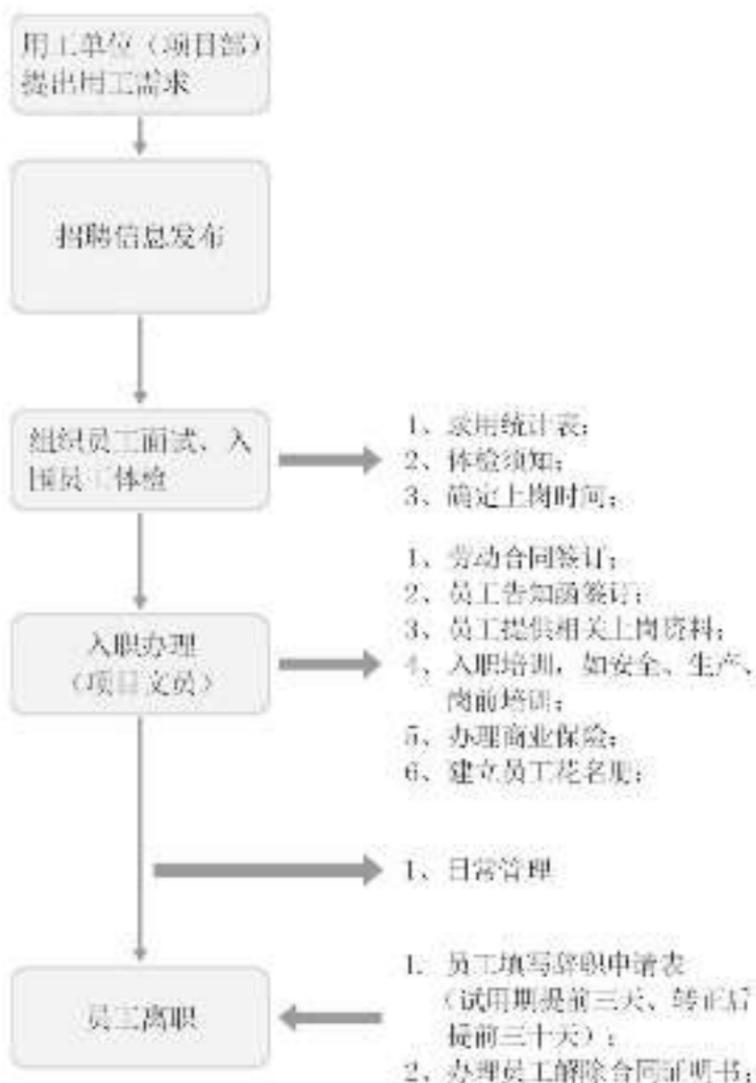 用工单位（项目部）
提出用工需求
招聘信息发布
组织员工面试、入
围员工体检
1、录用统计表；
2、体检须知；
3、确定上岗时间；
入职办理
（项目文员）
1、劳动合同签订；
2、员工告知函签订；
3、员工提供相关上岗资料；
4、入职培训，如安全、生产、
岗前培训；
5、办理商业保险；
6、建立员工花名册；
1、日常管理
员工离职
1. 员工填写辞职申请表
（试用期提前三天、转正后
提前三十天）；
2、办理员工解除合同证明书；